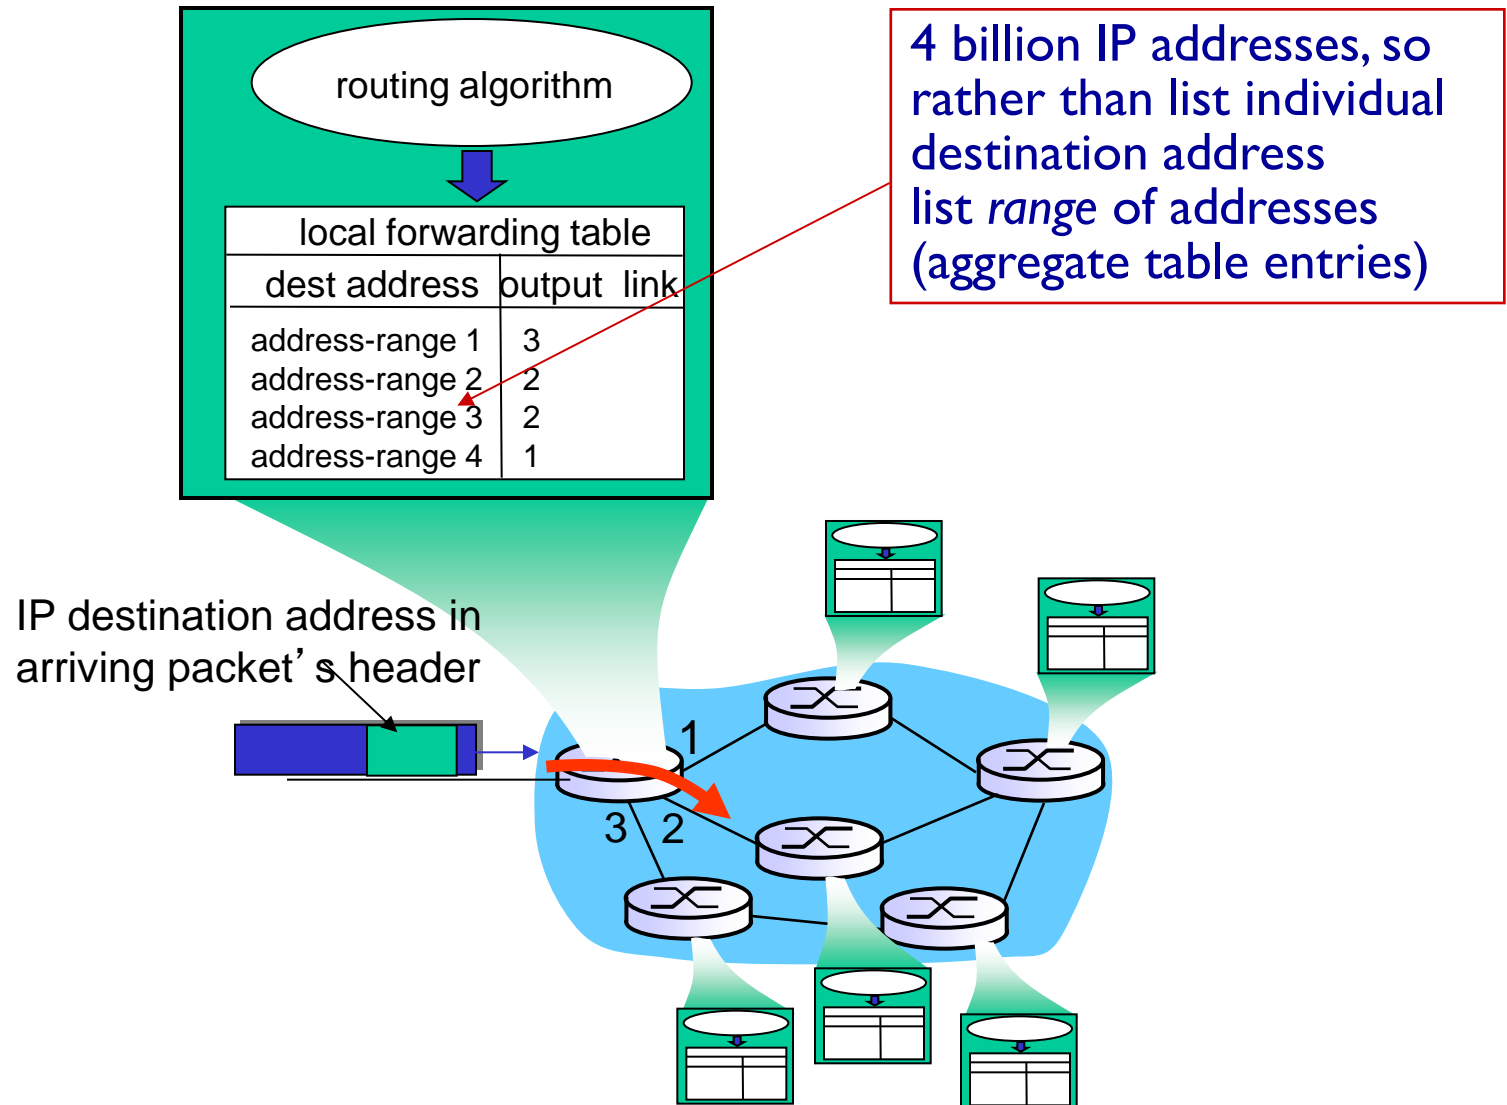 routing algorithm
local forwarding table
dest address output link
address-range 1 3
address-range 2 2
address-range 3 2
address-range 4 1
4 billion IP addresses, so
rather than list individual
destination address
list range of addresses
(aggregate table entries)
IP destination address in
arriving packet’s header
1
3 2